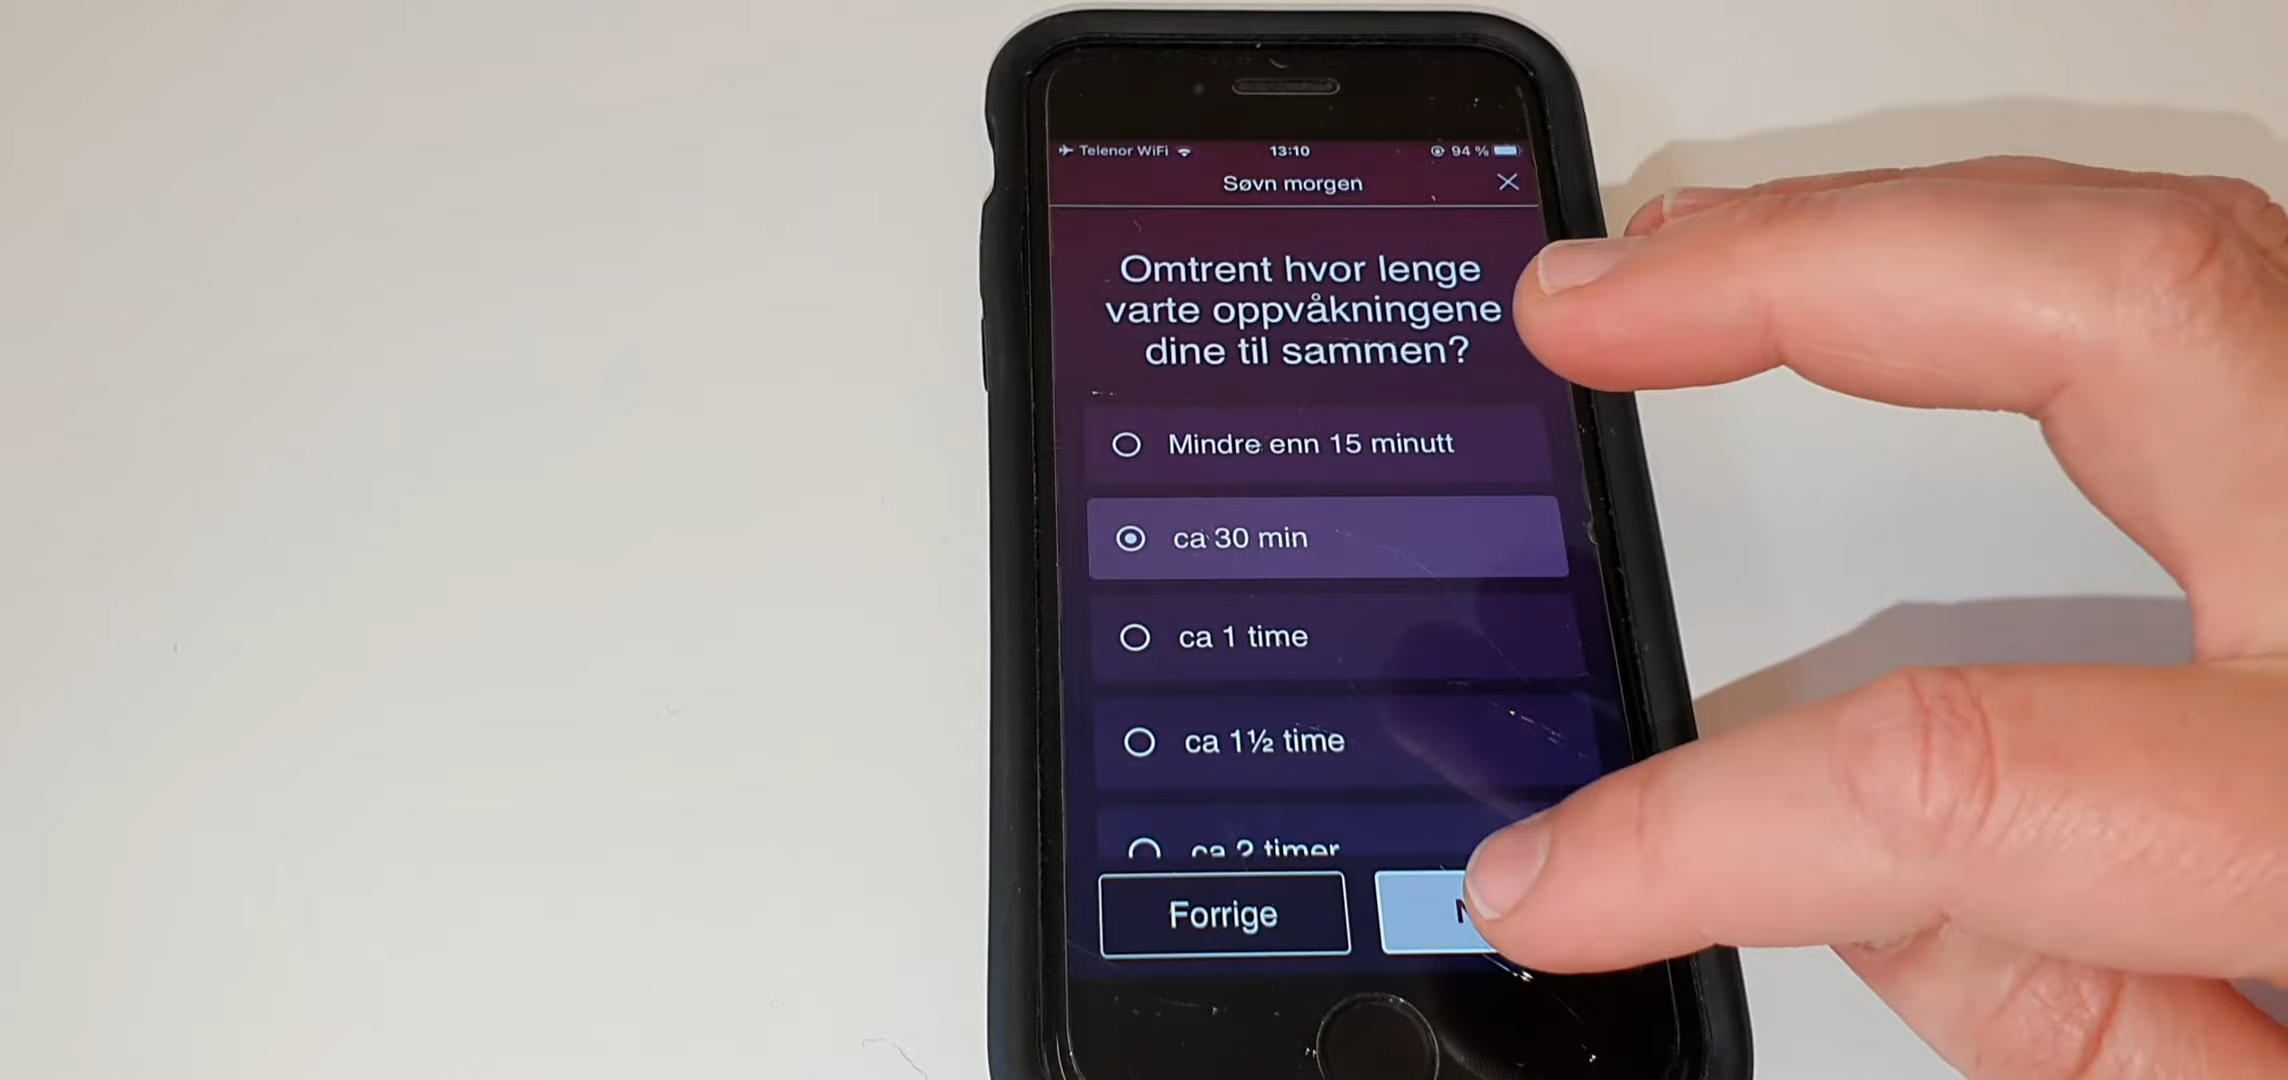 Telenor WiFi 13:10 94 %
Søvn morgen
Omtrent hvor lenge
varte oppvåkningene
dine til sammen?
Mindre enn 15 minutt
ca 30 min
ca 1 time
ca 1½ time
ca 2 timer
Forrige